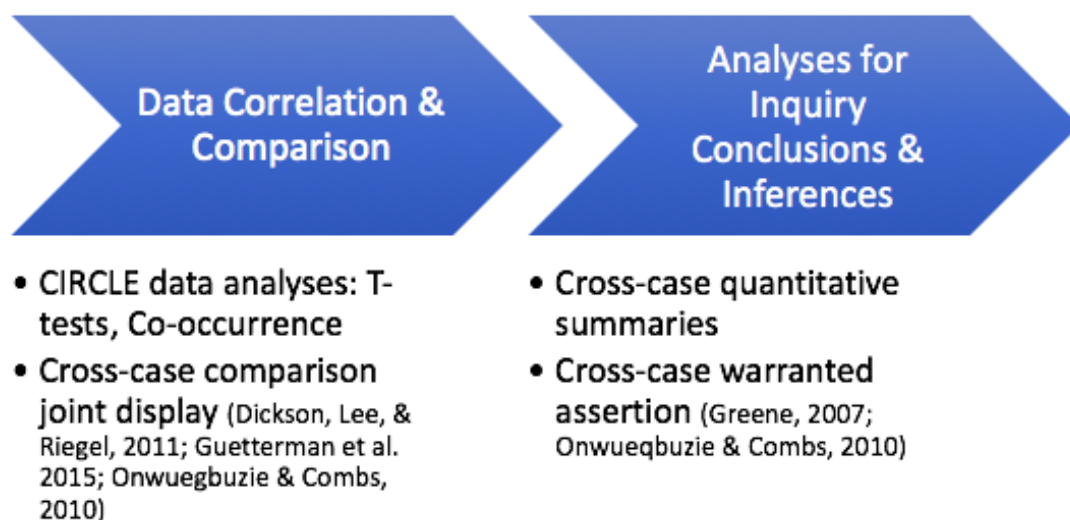 Data Correlation &
Comparison
Analyses for
Inquiry
Conclusions &
Inferences
• CIRCLE data analyses: T-
tests, Co-occurrence
• Cross-case comparison
joint display (Dickson, Lee, &
Riegel, 2011; Guetterman et al.
2015; Onwuegbuzie & Combs,
2010)
• Cross-case quantitative
summaries
• Cross-case warranted
assertion (Greene, 2007;
Onwueqbuzie & Combs, 2010)